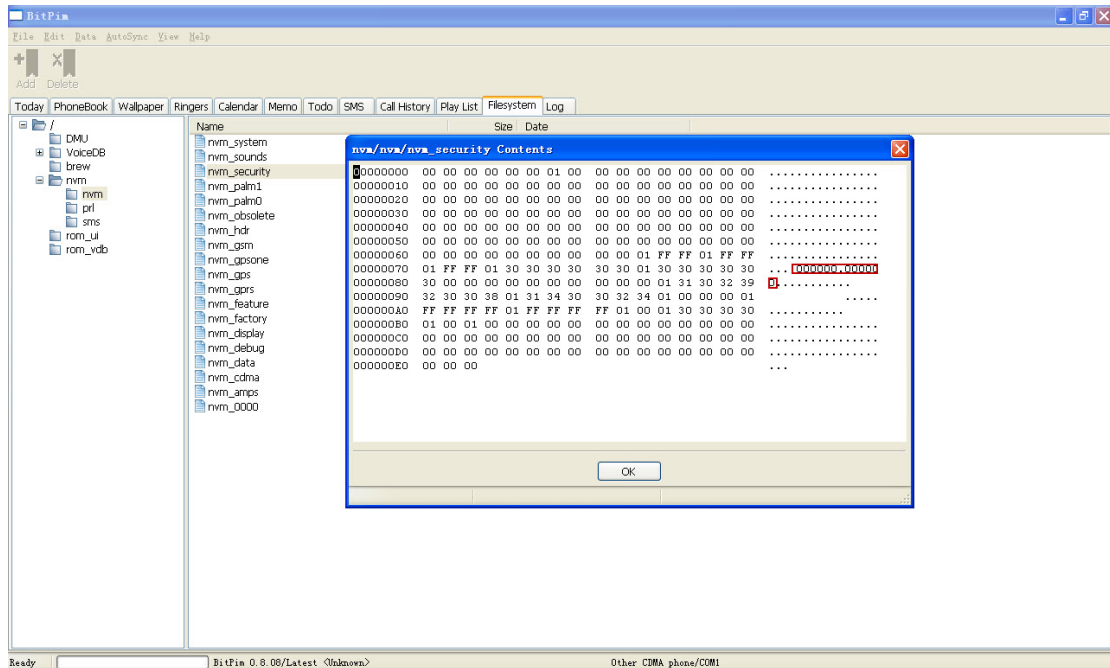 BitPim
File Edit Data AutoSync View Help
Add Delete
Today PhoneBook Wallpaper Ringers Calendar Memo Todo SMS Call History Play List Filesystem Log
/
DMU
VoiceDB
brew
nvm
nvm
prl
sms
rom_ui
rom_vdb
Name Size Date
nvm_system
nvm_sounds
nvm_security
nvm_palm1
nvm_palm0
nvm_obsolete
nvm_hdr
nvm_gsm
nvm_gpsone
nvm_gps
nvm_gprs
nvm_feature
nvm_factory
nvm_display
nvm_debug
nvm_data
nvm_cdma
nvm_amps
nvm_0000
nvm/nvm/nvm_security Contents
00000000 00 00 00 00 00 00 01 00 00 00 00 00 00 00 00 00 ................
00000010 00 00 00 00 00 00 00 00 00 00 00 00 00 00 00 00 ................
00000020 00 00 00 00 00 00 00 00 00 00 00 00 00 00 00 00 ................
00000030 00 00 00 00 00 00 00 00 00 00 00 00 00 00 00 00 ................
00000040 00 00 00 00 00 00 00 00 00 00 00 00 00 00 00 00 ................
00000050 00 00 00 00 00 00 00 00 00 00 00 00 00 00 00 00 ................
00000060 00 00 00 00 00 00 00 00 00 00 01 FF FF 01 FF FF ................
00000070 01 FF FF 01 30 30 30 30 30 30 01 30 30 30 30 30 ....000000.00000
00000080 30 00 00 00 00 00 00 00 00 00 00 01 31 30 32 39 0...........
00000090 32 30 30 38 01 31 34 30 30 32 34 01 00 00 00 01 .....
000000A0 FF FF FF FF 01 FF FF FF FF 01 00 01 30 30 30 30 ...........
000000B0 01 00 01 00 00 00 00 00 00 00 00 00 00 00 00 00 ................
000000C0 00 00 00 00 00 00 00 00 00 00 00 00 00 00 00 00 ................
000000D0 00 00 00 00 00 00 00 00 00 00 00 00 00 00 00 00 ................
000000E0 00 00 00 ...
OK
Ready BitPim 0.8.08/Latest <Unknown> Other CDMA phone/COM1